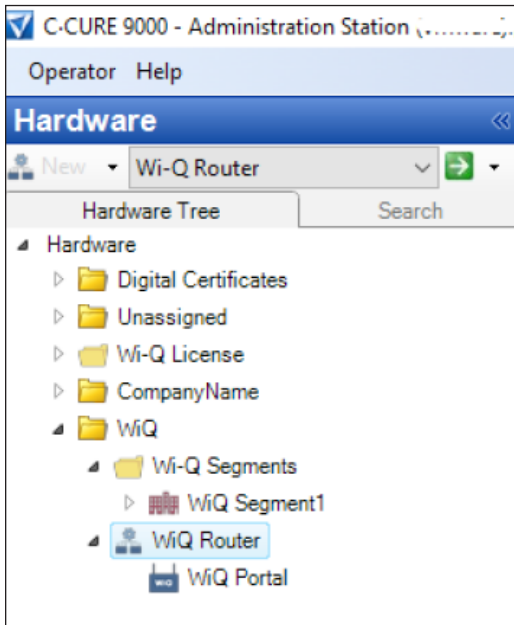 C•CURE 9000 - Administration Station
Operator Help
Hardware
New Wi-Q Router
Hardware Tree Search
Hardware
Digital Certificates
Unassigned
Wi-Q License
CompanyName
WiQ
Wi-Q Segments
WiQ Segment1
WiQ Router
WiQ
WiQ Portal